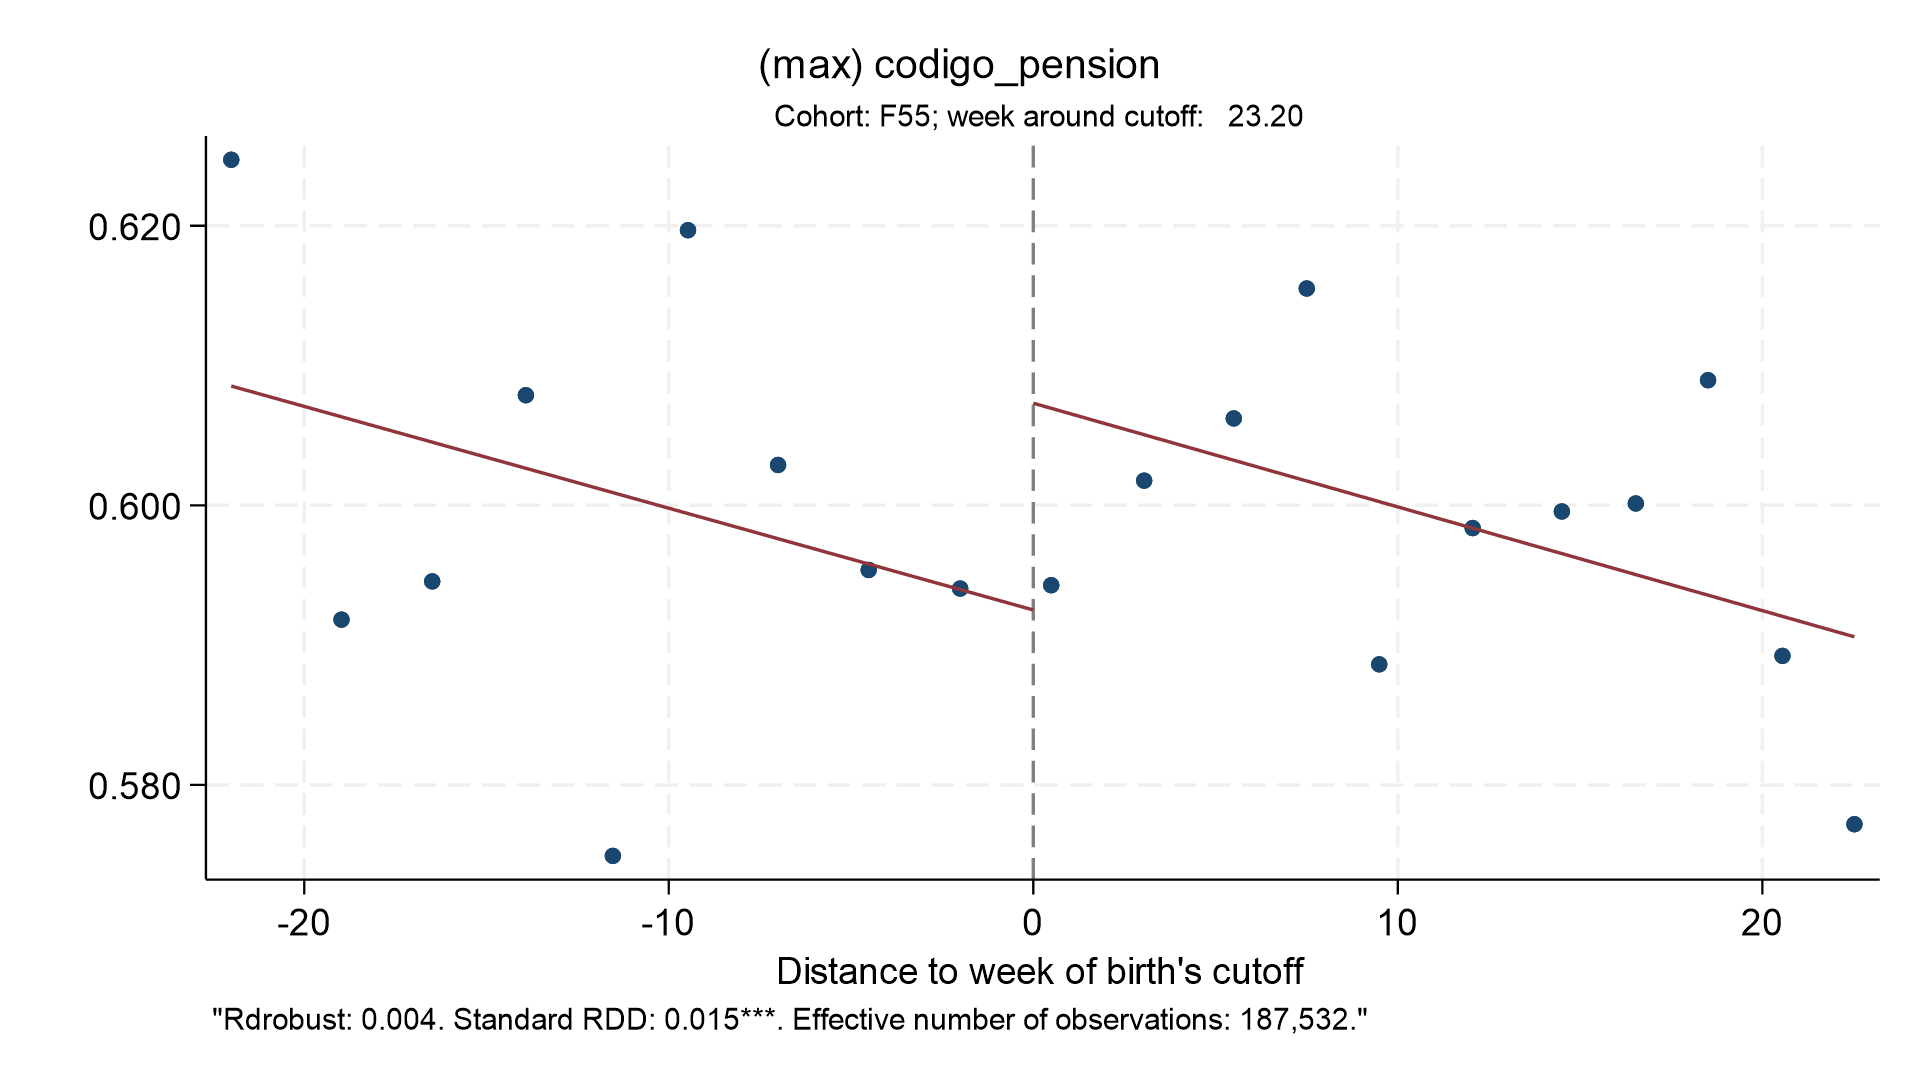 (max) codigo_pension
Cohort: F55; week around cutoff: 23.20
0.620
0.600
0.580
-20 -10 0 10 20
Distance to week of birth's cutoff
"Rdrobust: 0.004. Standard RDD: 0.015***. Effective number of observations: 187,532."